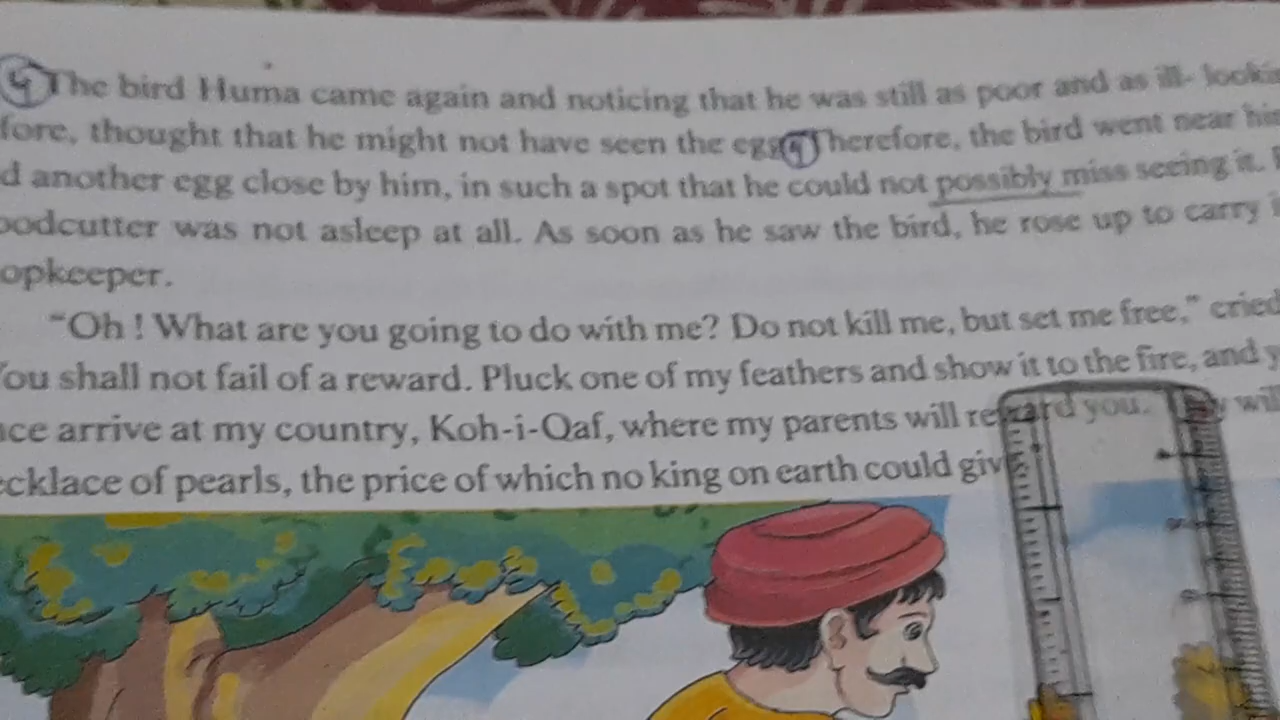 The bird Huma came again and noticing that he was still as poor and as ill-
fore, thought that he might not have seen the egg. Therefore, the bird went near
another egg close by him, in such a spot that he could not possibly miss seeing it.
was not asleep at all. As soon as he saw the bird, he rose up to carry
opkeeper.
“Oh ! What are you going to do with me? Do not kill me, but set me free,” cried
shall not fail of a reward. Pluck one of my feathers and show it to the fire, and
arrive at my country, Koh-i-Qaf, where my parents will reward you.
of pearls, the price of which no king on earth could giv